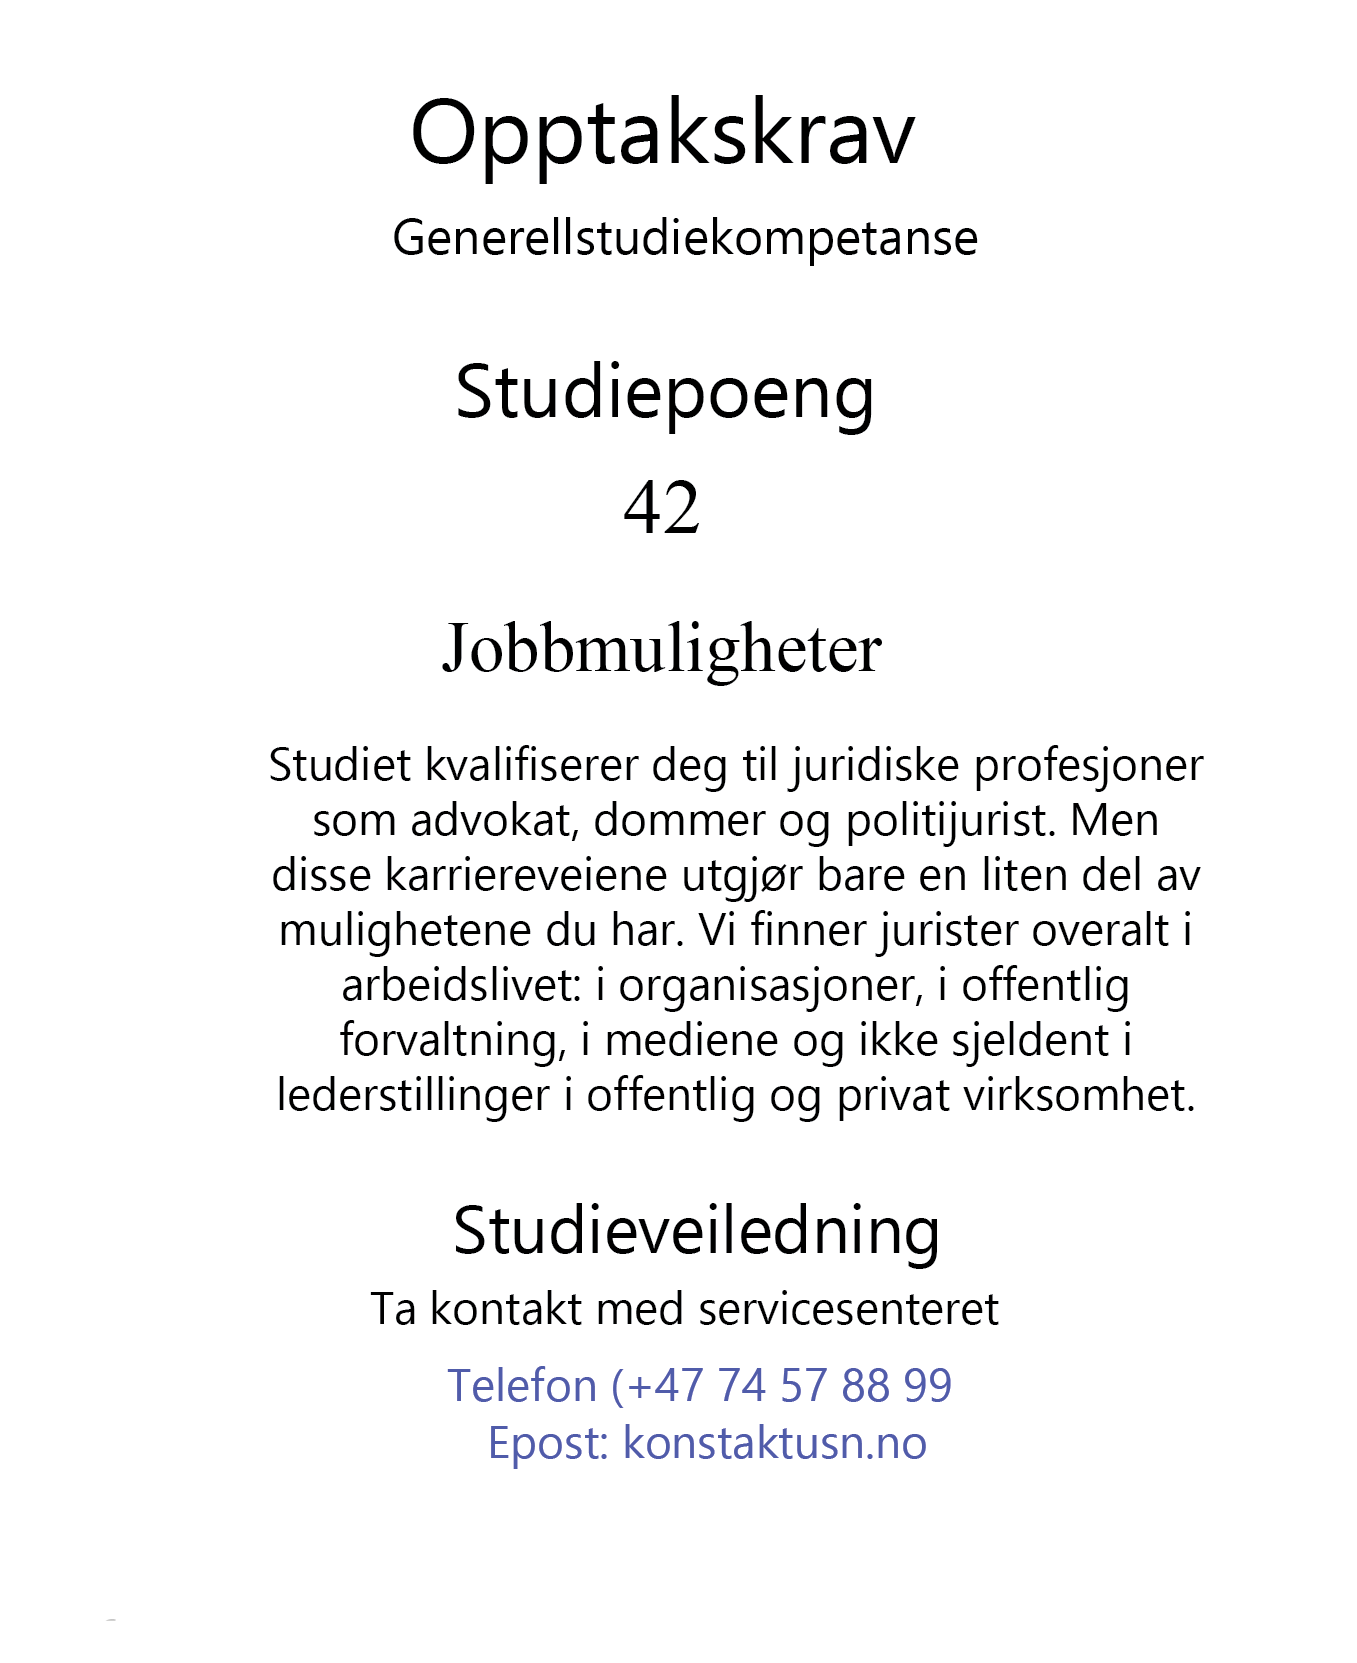 Opptakskrav
Generellstudiekompetanse
Studiepoeng
42
Jobbmuligheter
Studiet kvalifiserer deg til juridiske profesjoner
som advokat, dommer og politijurist. Men
disse karriereveiene utgjør bare en liten del av
mulighetene du har. Vi finner jurister overalt i
arbeidslivet: i organisasjoner, i offentlig
forvaltning, i mediene og ikke sjeldent i
lederstillinger i offentlig og privat virksomhet.
Studieveiledning
Ta kontakt med servicesenteret
Telefon (+47 74 57 88 99
Epost: konstaktusn.no